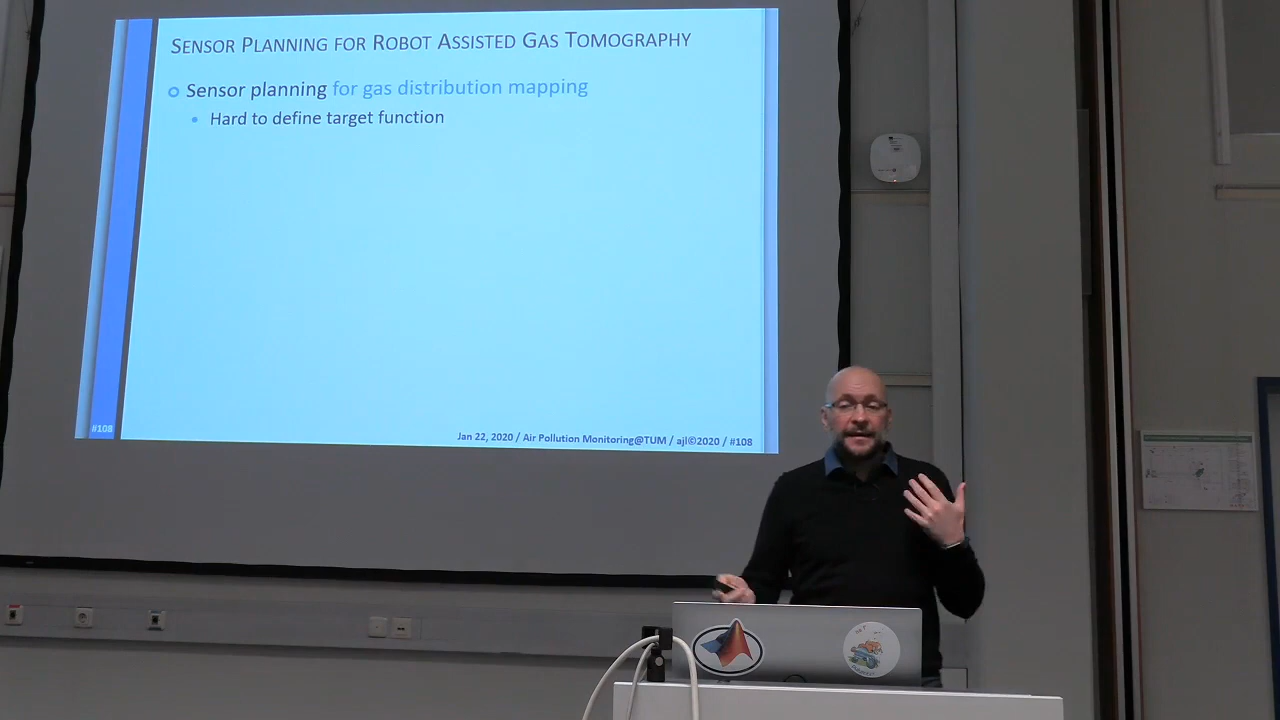 SENSOR PLANNING FOR ROBOT ASSISTED GAS TOMOGRAPHY
Sensor planning for gas distribution mapping
Hard to define target function
#108
Jan 22, 2020 / Air Pollution Monitoring@TUM / ajl©2020 / #108